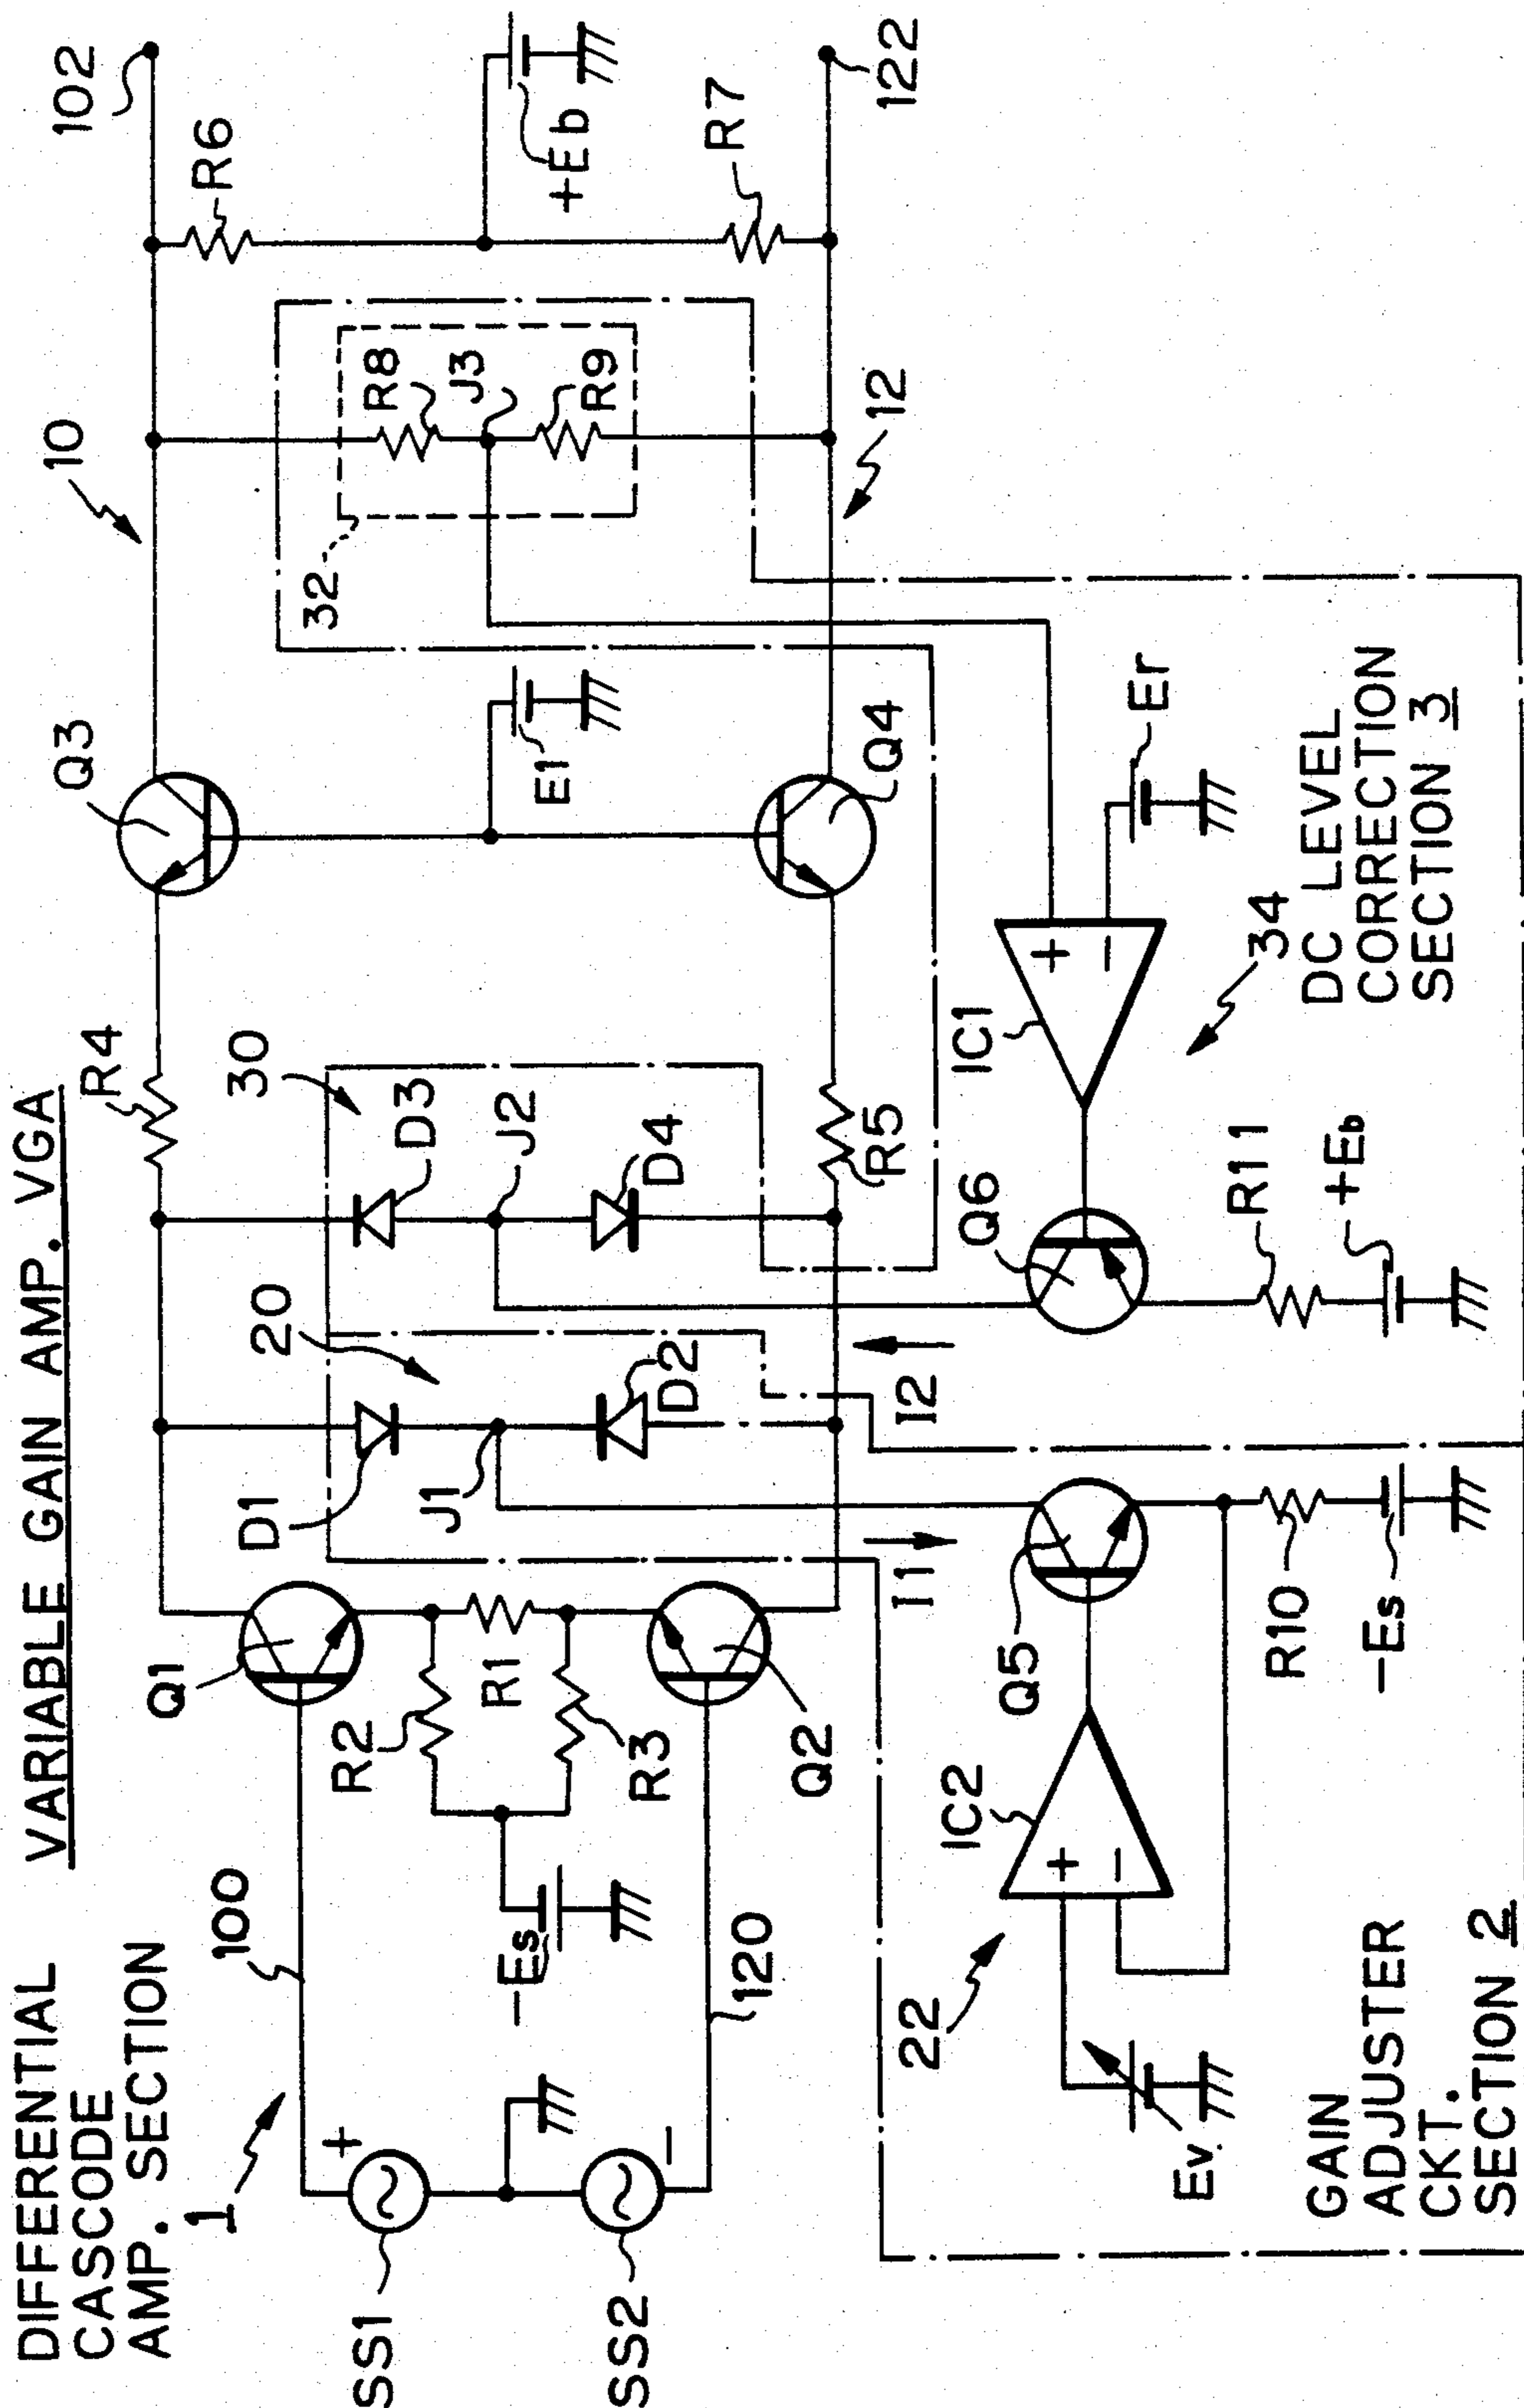 VARIABLE GAIN AMP. VGA
DIFFERENTIAL
CASCODE
AMP. SECTION
1
10
102
Q3
R4
R6
100
Q1
D1
20
30
D3
32
R8
J3
R9
R2
R1
R3
J1
J2
E1
+Eb
SS1
+
-Es
D2
D4
SS2
−
120
Q2
R5
Q4
12
R7
122
22
IC2
+
−
I1
I2
Q5
Q6
IC1
+
−
Er
Ev
R10
-Es
R11
+Eb
34
GAIN
ADJUSTER
CKT.
SECTION 2
DC LEVEL
CORRECTION
SECTION 3